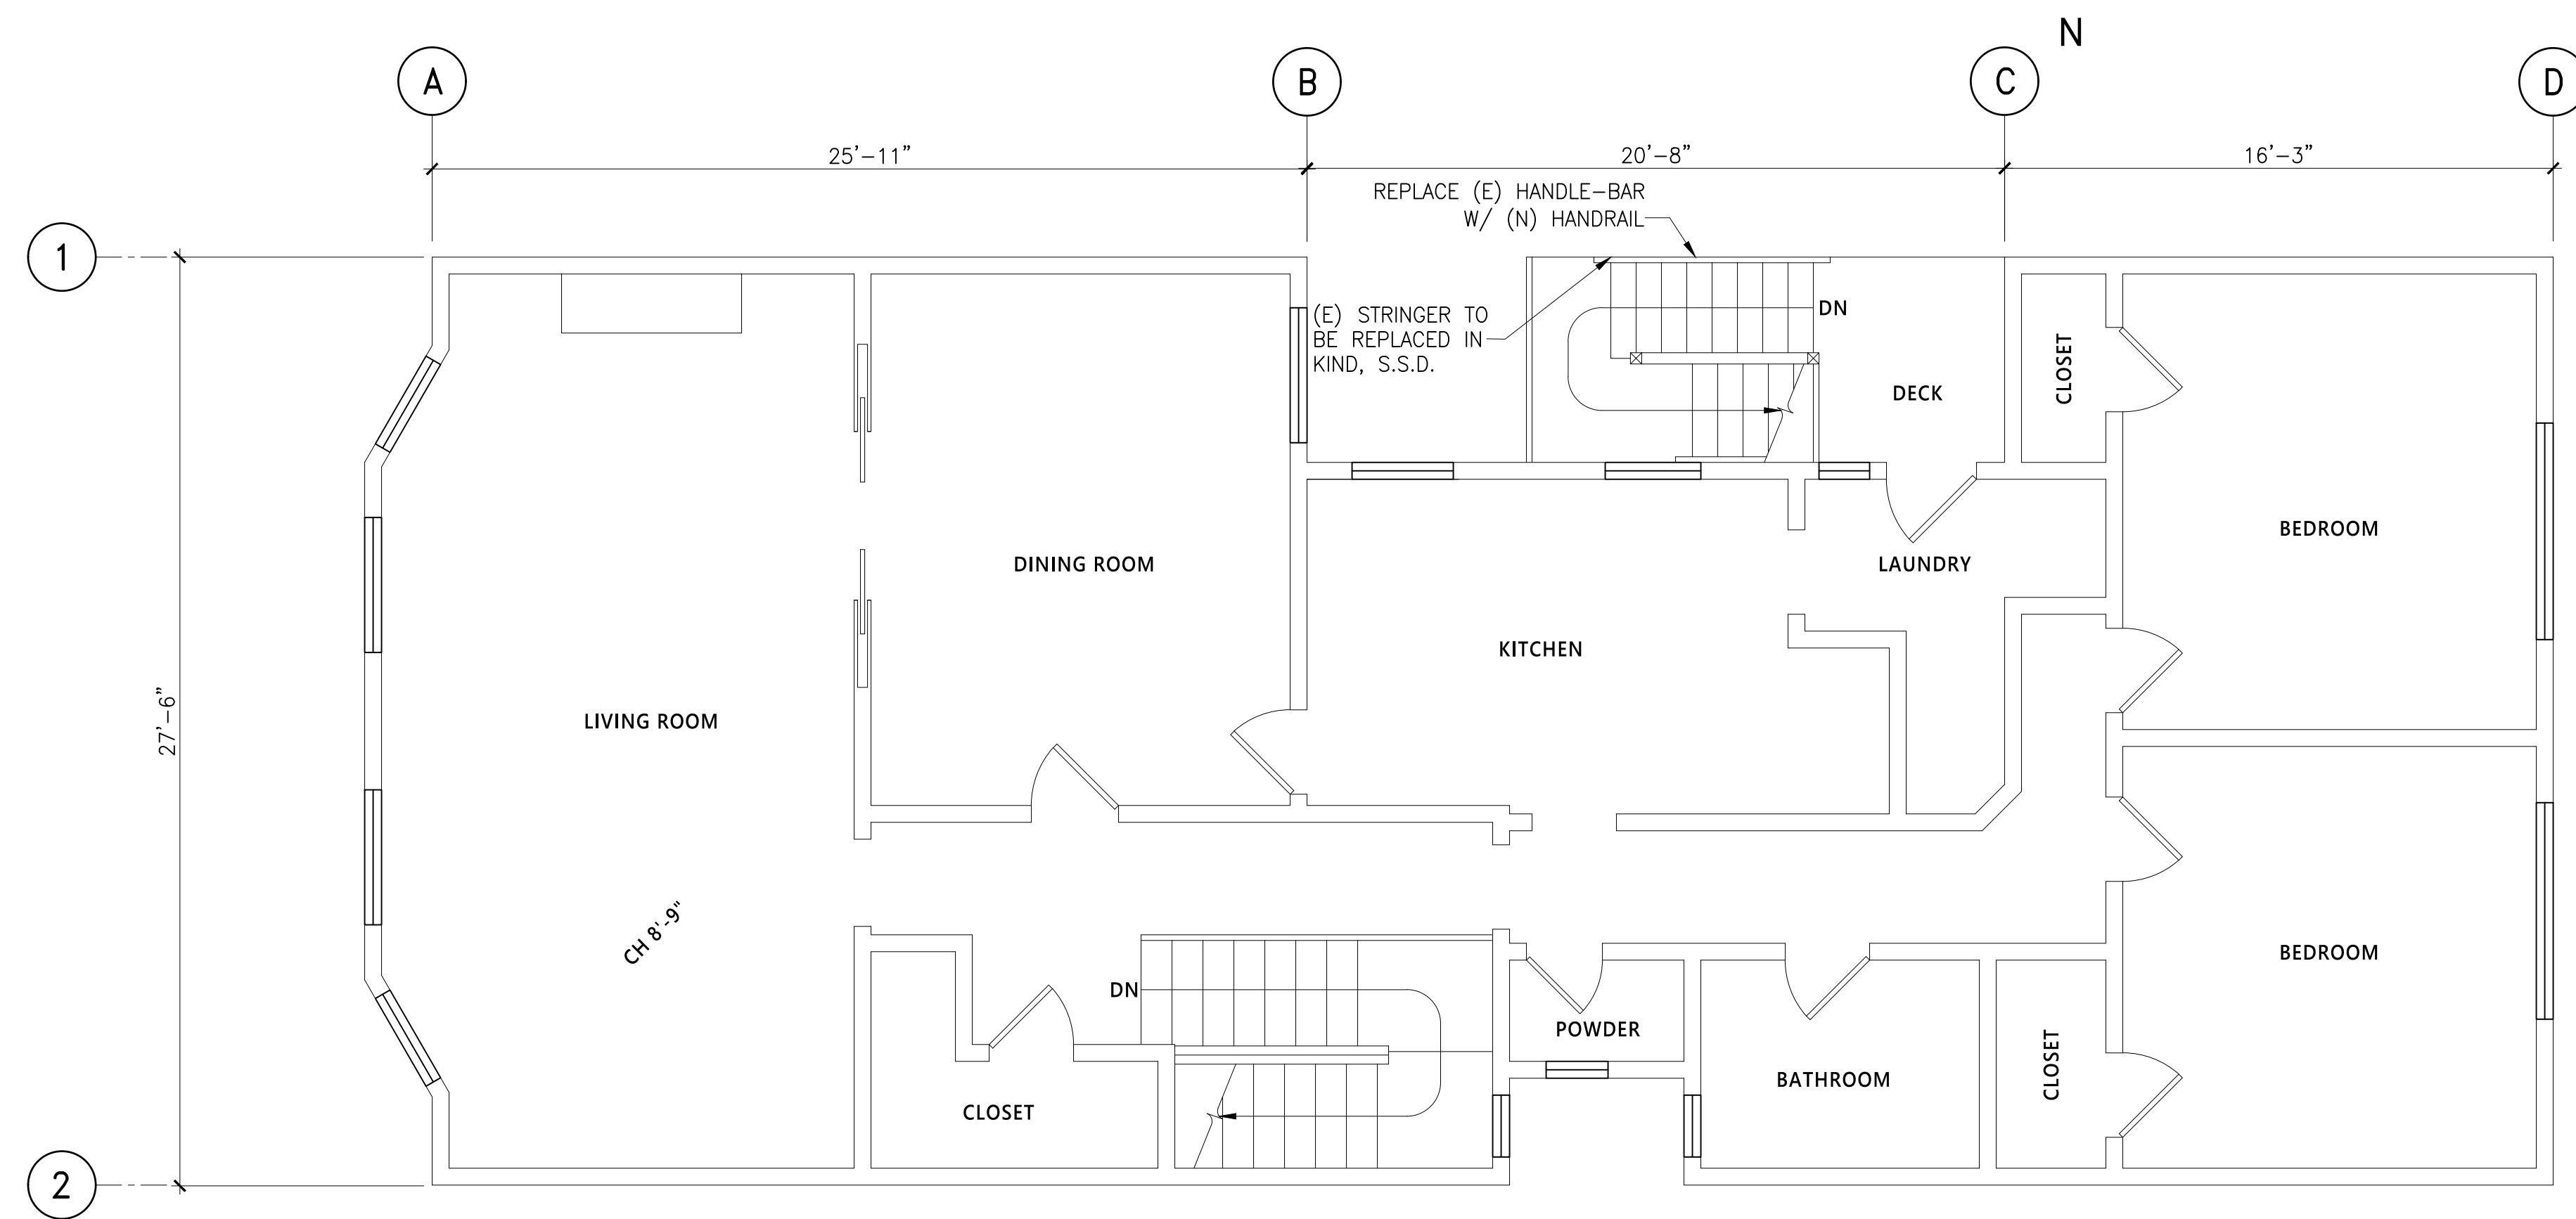 N
A
B
C
D
25'-11"
20'-8"
16'-3"
REPLACE (E) HANDLE-BAR
W/ (N) HANDRAIL
1
(E) STRINGER TO
BE REPLACED IN
KIND, S.S.D.
DN
DECK
CLOSET
BEDROOM
DINING ROOM
LAUNDRY
KITCHEN
27'-6"
LIVING ROOM
CH 8'-9"
DN
POWDER
BATHROOM
CLOSET
BEDROOM
CLOSET
2